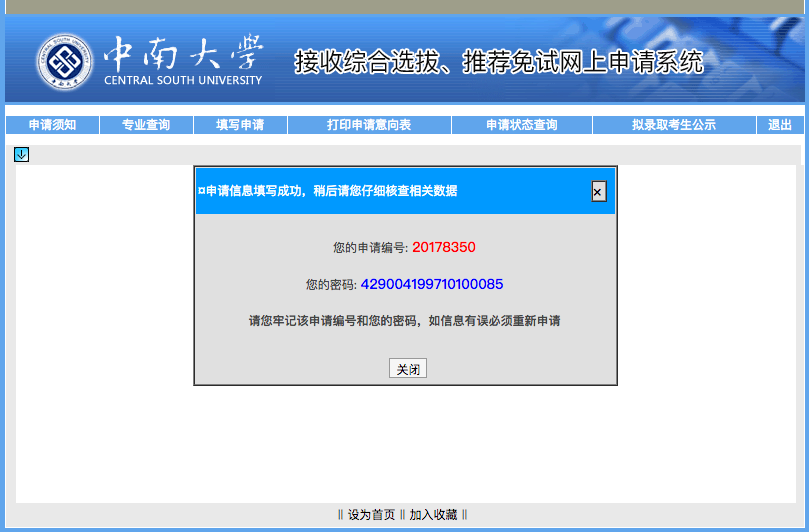 中南大学
CENTRAL SOUTH UNIVERSITY
接收综合选拔、推荐免试网上申请系统
申请须知 专业查询 填写申请 打印申请意向表 申请状态查询 拟录取考生公示 退出
¤申请信息填写成功，稍后请您仔细核查相关数据
×
您的申请编号: 20178350
您的密码: 429004199710100085
请您牢记该申请编号和您的密码，如信息有误必须重新申请
关闭
‖ 设为首页 ‖ 加入收藏 ‖